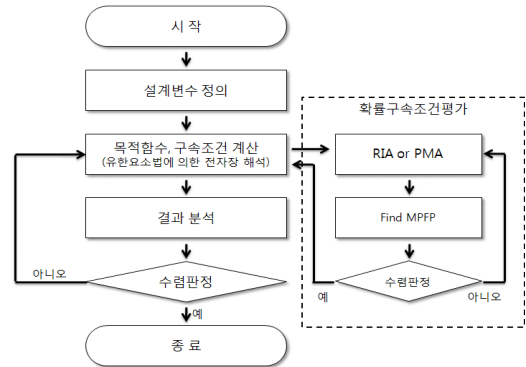 시 작
설계변수 정의
목적함수, 구속조건 계산
(유한요소법에 의한 전자장 해석)
결과 분석
수렴판정
아니오
예
종 료
확률구속조건평가
RIA or PMA
Find MPFP
수렴판정
예
아니오